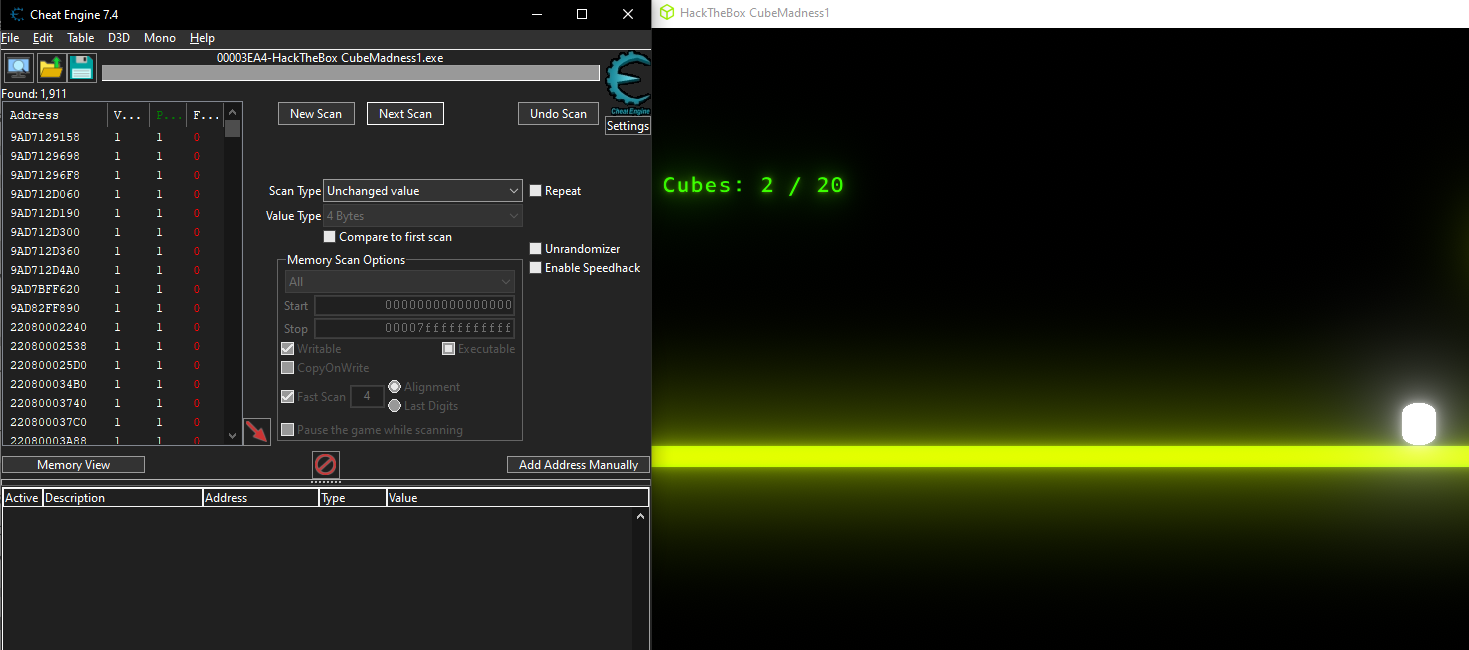 Cheat Engine 7.4
File Edit Table D3D Mono Help
00003EA4-HackTheBox CubeMadness1.exe
Found: 1,911
Cheat Engine
Settings
Address V... P... F...
9AD7129158 1 1 0
9AD7129698 1 1 0
9AD71296F8 1 1 0
9AD712D060 1 1 0
9AD712D190 1 1 0
9AD712D300 1 1 0
9AD712D360 1 1 0
9AD712D4A0 1 1 0
9AD7BFF620 1 1 0
9AD82FF890 1 1 0
22080002240 1 1 0
22080002538 1 1 0
220800025D0 1 1 0
220800034B0 1 1 0
22080003740 1 1 0
220800037C0 1 1 0
22080003A88 1 1 0
New Scan Next Scan Undo Scan
Scan Type Unchanged value Repeat
Value Type 4 Bytes
Compare to first scan
Unrandomizer
Enable Speedhack
Memory Scan Options
All
Start 0000000000000000
Stop 00007fffffffffff
Writable Executable
CopyOnWrite
Fast Scan 4 Alignment
Last Digits
Pause the game while scanning
Memory View Add Address Manually
Active Description Address Type Value
HackTheBox CubeMadness1
Cubes: 2 / 20